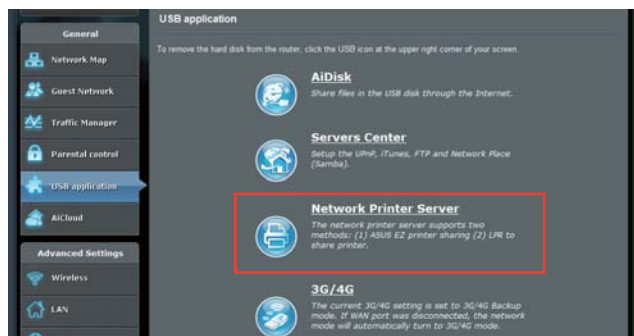 USB application
General
To remove the hard disk from the router, click the USB icon at the upper right corner of your screen.
Network Map
Guest Network
Traffic Manager
Parental control
USB application
AiCloud
Advanced Settings
Wireless
LAN
AiDisk
Share files in the USB disk through the Internet.
Servers Center
Setup the UPnP, iTunes, FTP and Network Place
(Samba).
Network Printer Server
The network printer server supports two
methods: (1) ASUS EZ printer sharing (2) LPR to
share printer.
3G/4G
The current 3G/4G setting is set to 3G/4G Backup
mode. If WAN port was disconnected, the network
mode will automatically turn to 3G/4G mode.